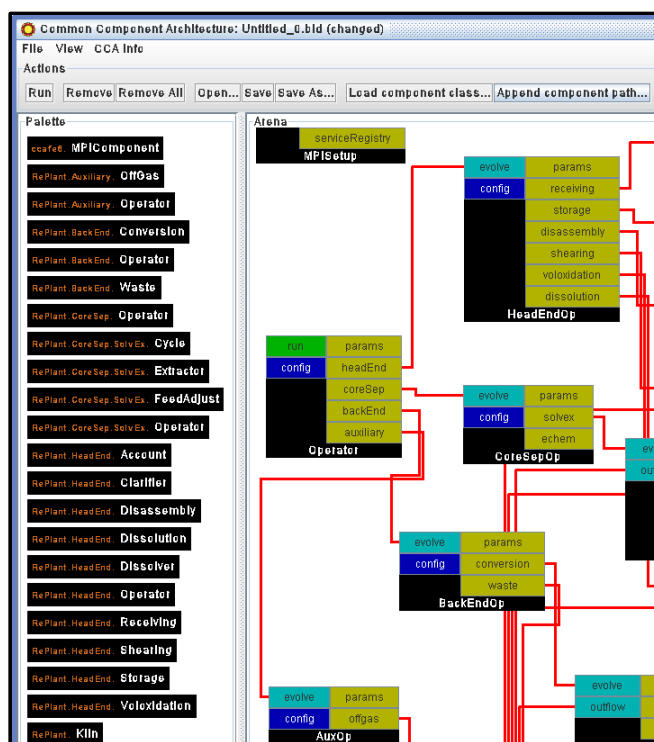 Common Component Architecture: Untitled_0.bld (changed)
File View CCA Info
Actions
Run Remove Remove All Open... Save Save As... Load component class... Append component path...
Palette
ccafe6. MPIComponent
RePlant.Auxiliary. OffGas
RePlant.Auxiliary. Operator
RePlant.BackEnd. Conversion
RePlant.BackEnd. Operator
RePlant.BackEnd. Waste
RePlant.CoreSep. Operator
RePlant.CoreSep.SolvEx. Cycle
RePlant.CoreSep.SolvEx. Extractor
RePlant.CoreSep.SolvEx. FeedAdjust
RePlant.CoreSep.SolvEx. Operator
RePlant.HeadEnd. Account
RePlant.HeadEnd. Clarifier
RePlant.HeadEnd. Disassembly
RePlant.HeadEnd. Dissolution
RePlant.HeadEnd. Dissolver
RePlant.HeadEnd. Operator
RePlant.HeadEnd. Receiving
RePlant.HeadEnd. Shearing
RePlant.HeadEnd. Storage
RePlant.HeadEnd. Voloxidation
RePlant. Kiln
Arena
serviceRegistry
MPISetup
evolve params
config receiving
storage
disassembly
shearing
voloxidation
dissolution
HeadEndOp
run params
config headEnd
coreSep
backEnd
auxiliary
Operator
evolve params
config solvex
echem
CoreSepOp
ev
ou
evolve params
config conversion
waste
BackEndOp
evolve
outflow
evolve params
config offgas
AuxOp